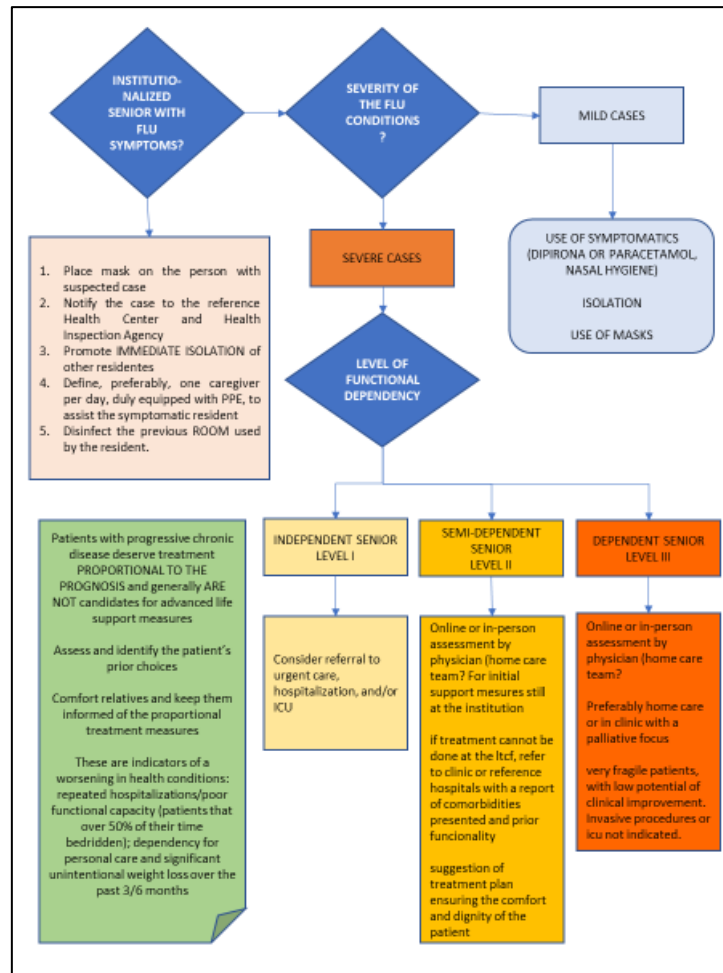 INSTITUTIO-
NALIZED
SENIOR WITH
FLU
SYMPTOMS?
SEVERITY OF
THE FLU
CONDITIONS
?
MILD CASES
1. Place mask on the person with
suspected case
2. Notify the case to the reference
Health Center and Health
Inspection Agency
3. Promote IMMEDIATE ISOLATION of
other residentes
4. Define, preferably, one caregiver
per day, duly equipped with PPE, to
assist the symptomatic resident
5. Disinfect the previous ROOM used
by the resident.
SEVERE CASES
USE OF SYMPTOMATICS
(DIPIRONA OR PARACETAMOL,
NASAL HYGIENE)
ISOLATION
USE OF MASKS
LEVEL OF
FUNCTIONAL
DEPENDENCY
Patients with progressive chronic
disease deserve treatment
PROPORTIONAL TO THE
PROGNOSIS and generally ARE
NOT candidates for advanced life
support measures
Assess and identify the patient's
prior choices
Comfort relatives and keep them
informed of the proportional
treatment measures
These are indicators of a
worsening in health conditions:
repeated hospitalizations/poor
functional capacity (patients that
over 50% of their time
bedridden); dependency for
personal care and significant
unintentional weight loss over the
past 3/6 months
INDEPENDENT SENIOR
LEVEL I
SEMI-DEPENDENT
SENIOR
LEVEL II
DEPENDENT SENIOR
LEVEL III
Consider referral to
urgent care,
hospitalization, and/or
ICU
Online or in-person
assessment by
physician (home care
team? For initial
support mesures still
at the institution
if treatment cannot be
done at the ltcf, refer
to clinic or reference
hospitals with a report
of comorbidities
presented and prior
funcionality
suggestion of
treatment plan
ensuring the comfort
and dignity of the
patient
Online or in-person
assessment by
physician (home care
team?
Preferably home care
or in clinic with a
palliative focus
very fragile patients,
with low potential of
clinical improvement.
Invasive procedures or
icu not indicated.